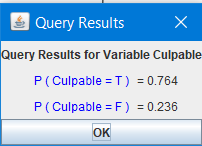 Query Results
Query Results for Variable Culpable
P ( Culpable = T ) = 0.764
P ( Culpable = F ) = 0.236
OK